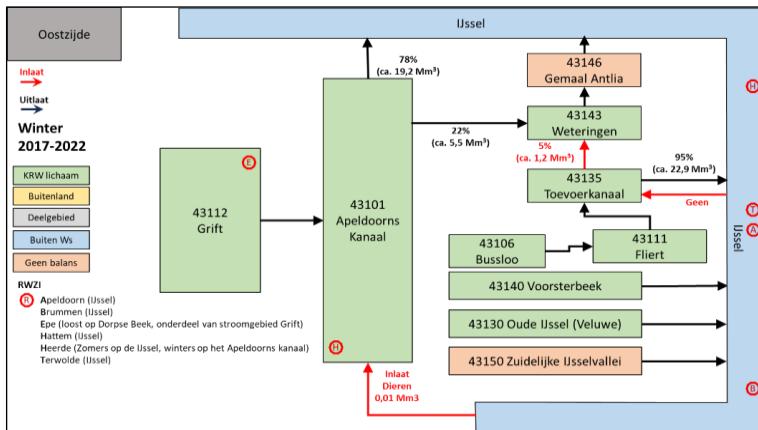 Oostzijde
IJssel
Inlaat
Uitlaat
Winter
2017-2022
KRW lichaam
Buitenland
Deelgebied
Buiten Ws
Geen balans
RWZI
R
Apeldoorn (IJssel)
Brummen (IJssel)
Epe (loost op Dorpse Beek, onderdeel van stroomgebied Grift)
Hattem (IJssel)
Heerde (Zomers op de IJssel, winters op het Apeldoorns kanaal)
Terwolde (IJssel)
E
43112
Grift
78%
(ca. 19,2 Mm³)
43101
Apeldoorns
Kanaal
H
Inlaat
Dieren
0,01 Mm3
22%
(ca. 5,5 Mm³)
43146
Gemaal Antlia
43143
Weteringen
5%
(ca. 1,2 Mm³)
95%
(ca. 22,9 Mm³)
43135
Toevoerkanaal
Geen
43106
Bussloo
43111
Fliert
43140 Voorsterbeek
43130 Oude IJssel (Veluwe)
43150 Zuidelijke IJsselvallei
H
T
A
IJssel
B